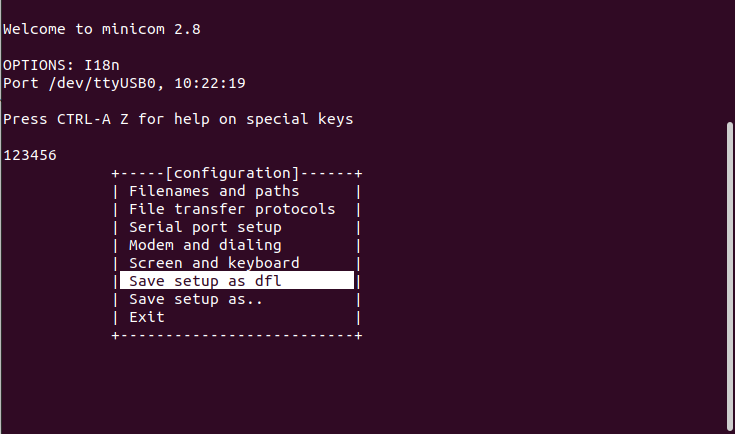 Welcome to minicom 2.8
OPTIONS: I18n
Port /dev/ttyUSB0, 10:22:19
Press CTRL-A Z for help on special keys
123456
+-----[configuration]------+
| Filenames and paths      |
| File transfer protocols  |
| Serial port setup        |
| Modem and dialing        |
| Screen and keyboard      |
| Save setup as dfl        |
| Save setup as..          |
| Exit                     |
+--------------------------+